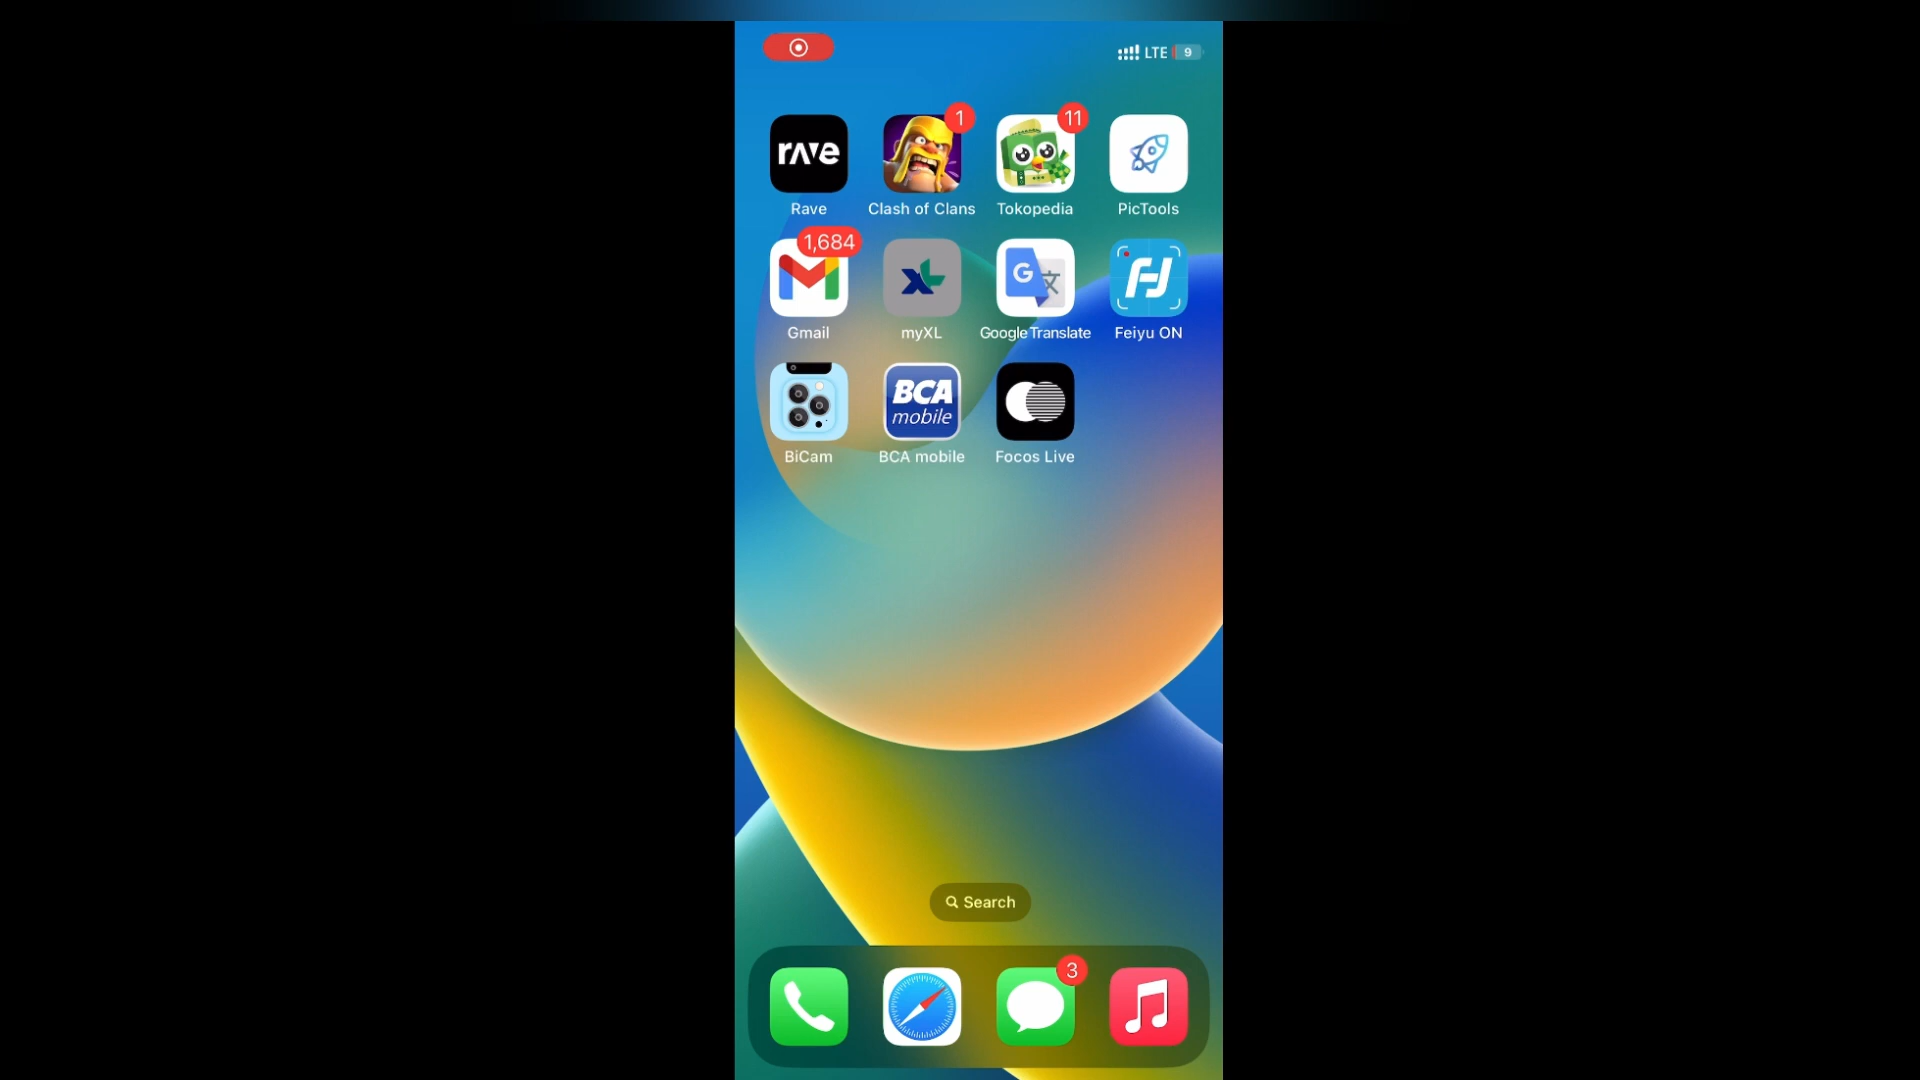 LTE 9
rave
1
11
Rave
Clash of Clans
Tokopedia
PicTools
1,684
XL
G
Gmail
myXL
Google Translate
Feiyu ON
BCA
mobile
BiCam
BCA mobile
Focos Live
Search
3